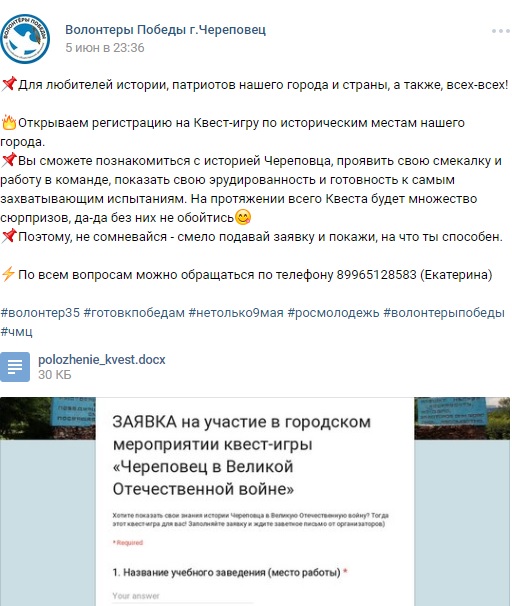 ВОЛОНТЁРЫ ПОБЕДЫ
Волонтеры Победы г.Череповец
5 июн в 23:36
📌Для любителей истории, патриотов нашего города и страны, а также, всех-всех!
🔥Открываем регистрацию на Квест-игру по историческим местам нашего
города.
📌Вы сможете познакомиться с историей Череповца, проявить свою смекалку и
работу в команде, показать свою эрудированность и готовность к самым
захватывающим испытаниям. На протяжении всего Квеста будет множество
сюрпризов, да-да без них не обойтись😋
📌Поэтому, не сомневайся - смело подавай заявку и покажи, на что ты способен.
⚡По всем вопросам можно обращаться по телефону 89965128583 (Екатерина)
#волонтер35 #готовкпобедам #нетолько9мая #росмолодежь #волонтерыпобеды
#чмц
polozhenie_kvest.docx
30 КБ
ЗАЯВКА на участие в городском
мероприятии квест-игры
«Череповец в Великой
Отечественной войне»
Хотите показать свои знания истории Череповца в Великую Отечественную войну? Тогда
этот квест-игра для вас! Заполняйте заявку и ждите заветное письмо от организаторов)
* Required
1. Название учебного заведения (место работы) *
Your answer